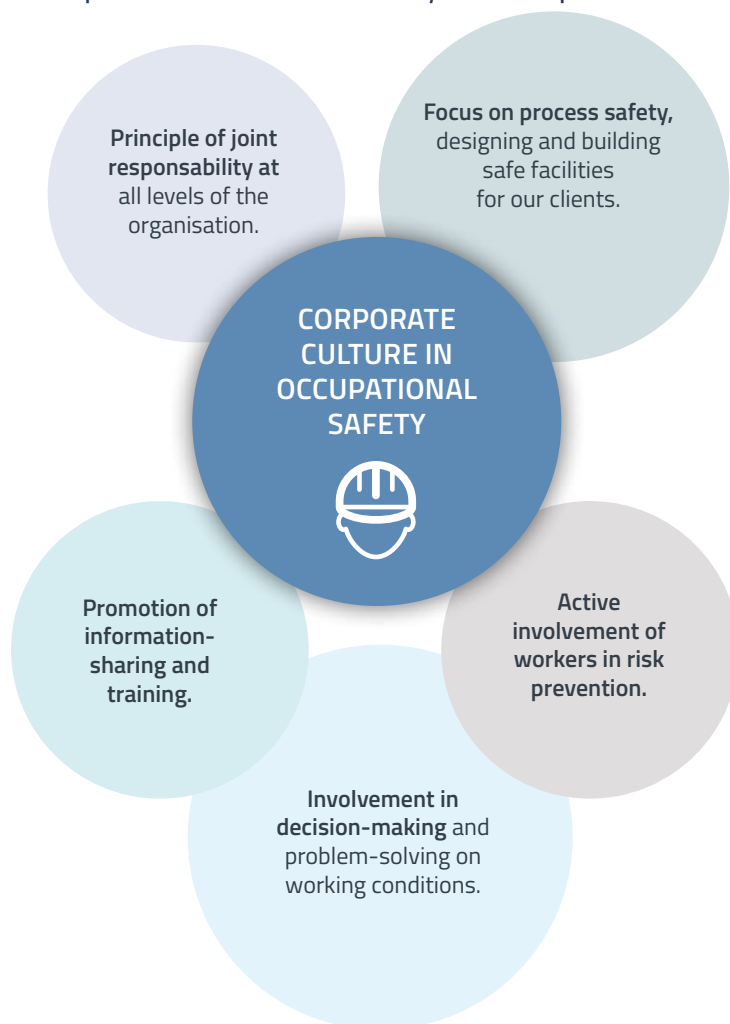 Principle of joint
responsability at
all levels of the
organisation.
Focus on process safety,
designing and building
safe facilities
for our clients.
CORPORATE
CULTURE IN
OCCUPATIONAL
SAFETY
Promotion of
information-
sharing and
training.
Active
involvement of
workers in risk
prevention.
Involvement in
decision-making and
problem-solving on
working conditions.